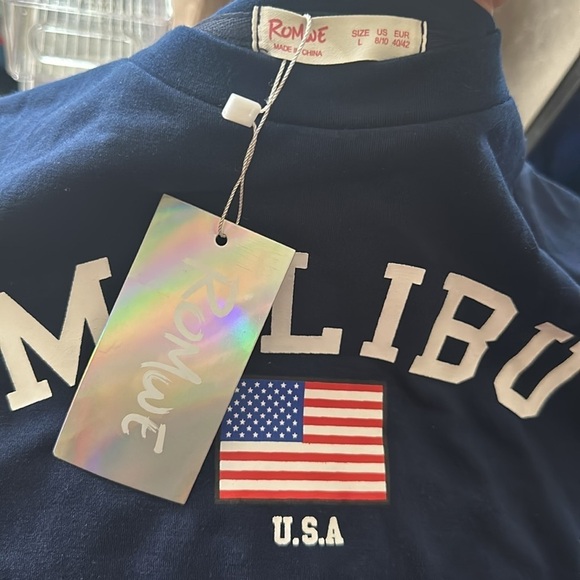 ROMWE
MADE IN CHINA
SIZE US EUR
L 8/10 40/42
ROMWE
M LIBU
U.S.A